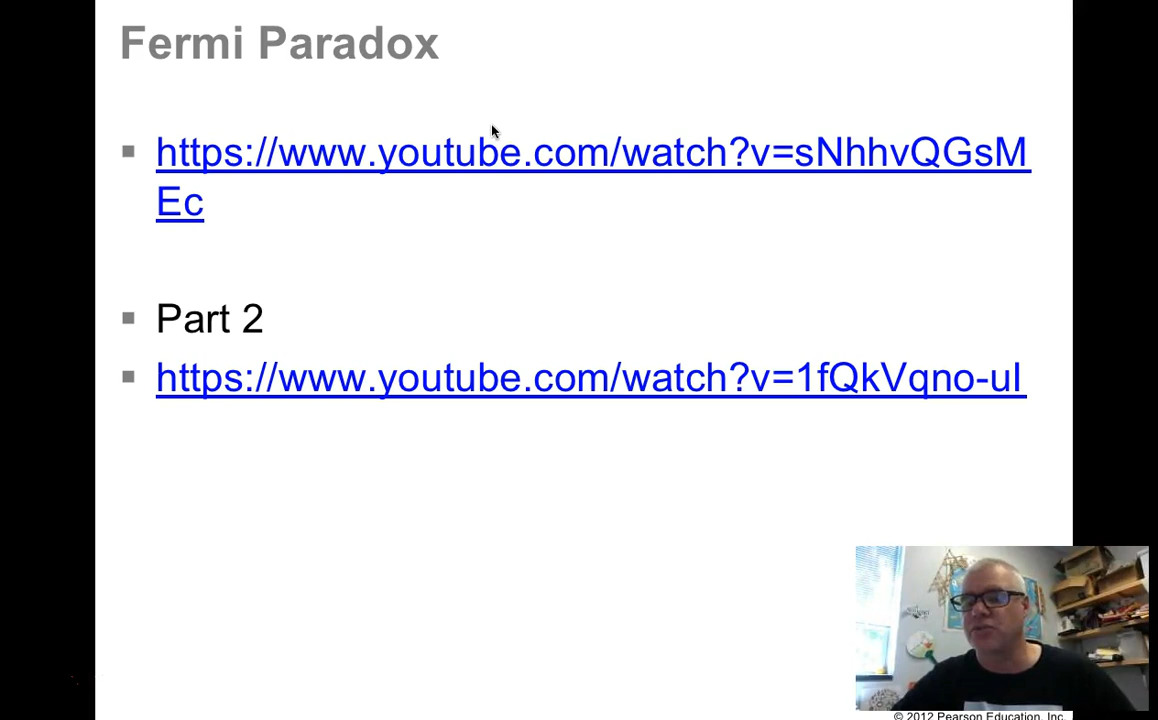 Fermi Paradox
https://www.youtube.com/watch?v=sNhhvQGsM
Ec
Part 2
https://www.youtube.com/watch?v=1fQkVqno-uI
© 2012 Pearson Education, Inc.